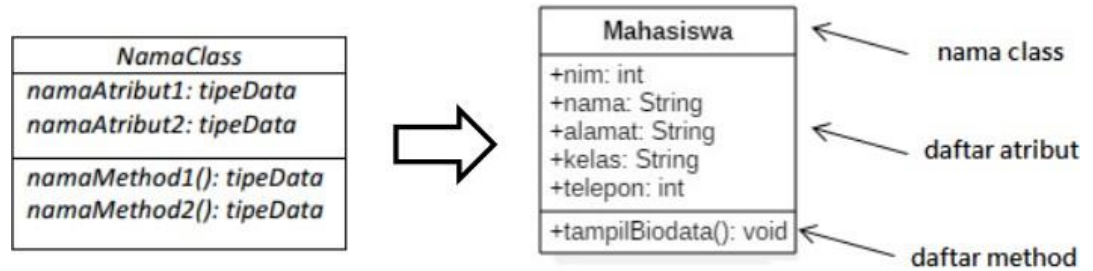 NamaClass
namaAtribut1: tipeData
namaAtribut2: tipeData
namaMethod1(): tipeData
namaMethod2(): tipeData
Mahasiswa
+nim: int
+nama: String
+alamat: String
+kelas: String
+telepon: int
+tampilBiodata(): void
nama class
daftar atribut
daftar method